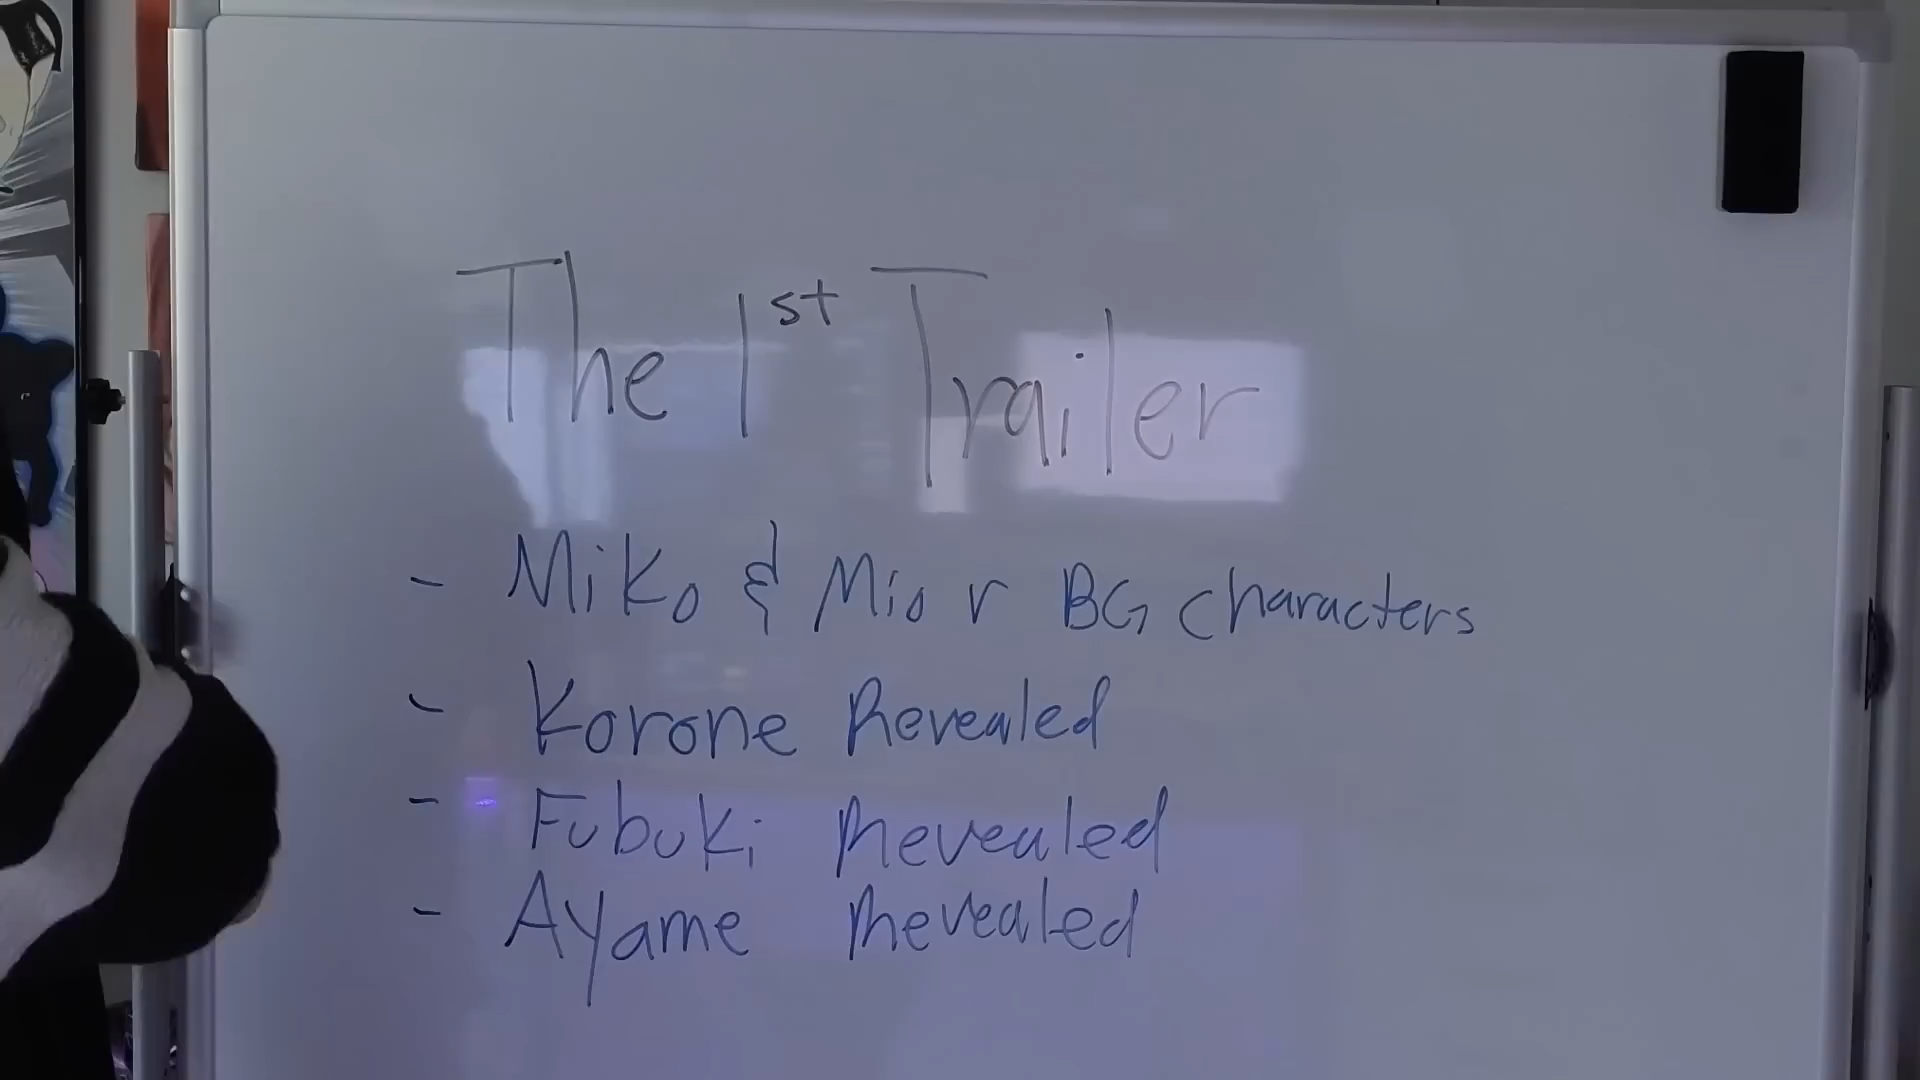 The 1st Trailer
- Miko & Mio r BG characters
- Korone Revealed
- Fubuki Revealed
- Ayame Revealed